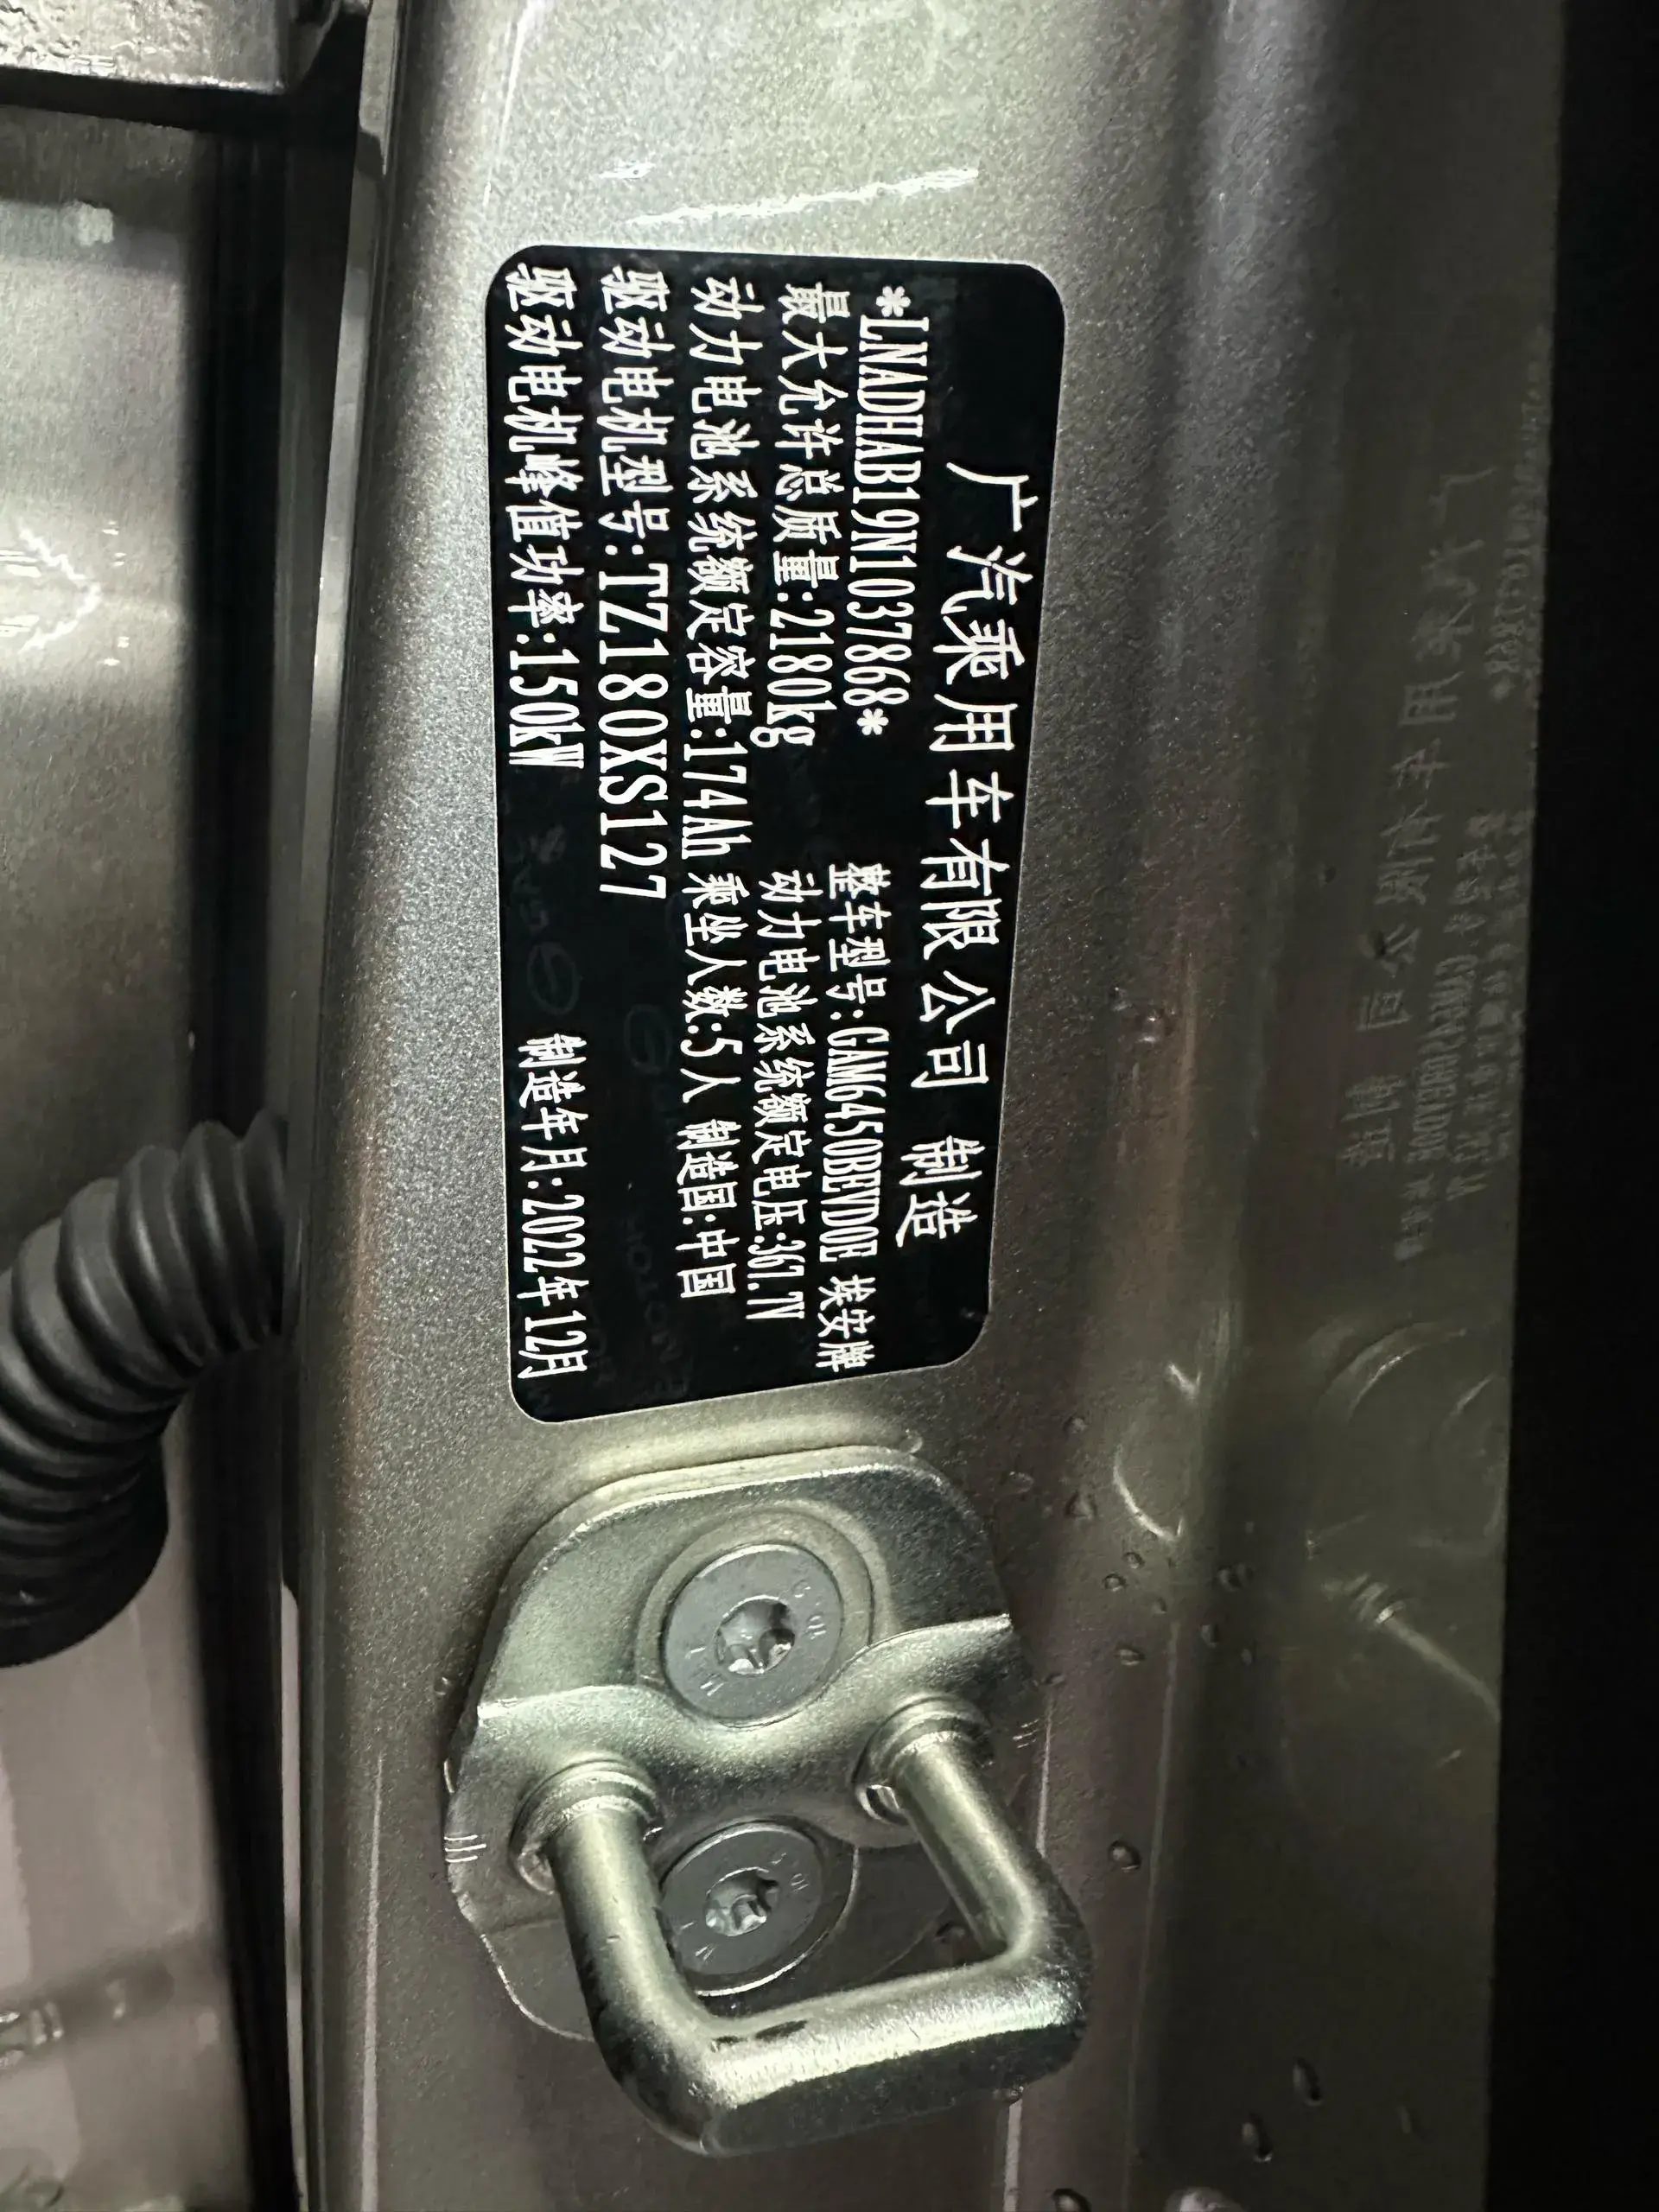 广汽乘用车有限公司 制造
*LNADHAB19N1037868* 整车型号:GAM6450BEVD0E 埃安牌
最大允许总质量:2180kg 动力电池系统额定电压:367.7V
动力电池系统额定容量:174Ah 乘坐人数:5人 制造国:中国
驱动电机型号:TZ180XS127
驱动电机峰值功率:150kW 制造年月:2022年12月